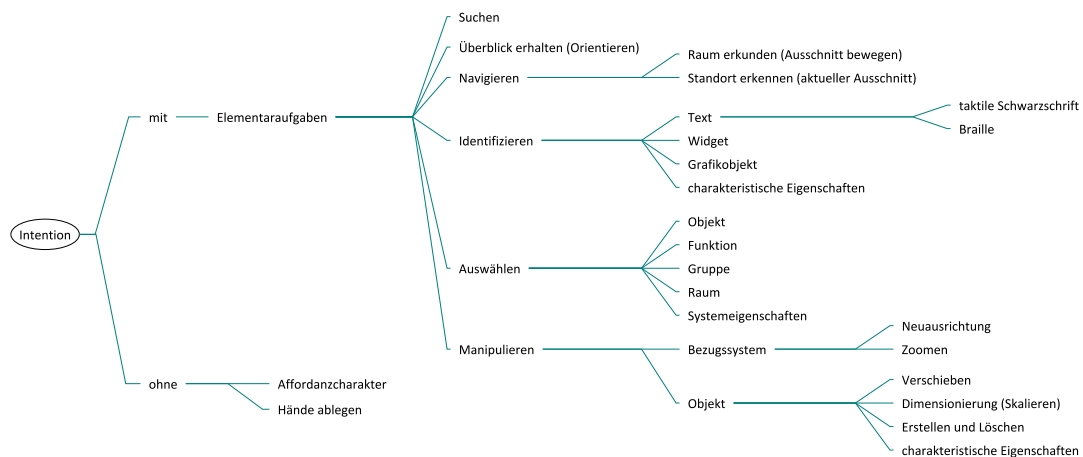 Intention
mit
Elementaraufgaben
Suchen
Überblick erhalten (Orientieren)
Navigieren
Raum erkunden (Ausschnitt bewegen)
Standort erkennen (aktueller Ausschnitt)
Identifizieren
Text
taktile Schwarzschrift
Braille
Widget
Grafikobjekt
charakteristische Eigenschaften
Auswählen
Objekt
Funktion
Gruppe
Raum
Systemeigenschaften
Manipulieren
Bezugssystem
Neuausrichtung
Zoomen
Objekt
Verschieben
Dimensionierung (Skalieren)
Erstellen und Löschen
charakteristische Eigenschaften
ohne
Affordanzcharakter
Hände ablegen